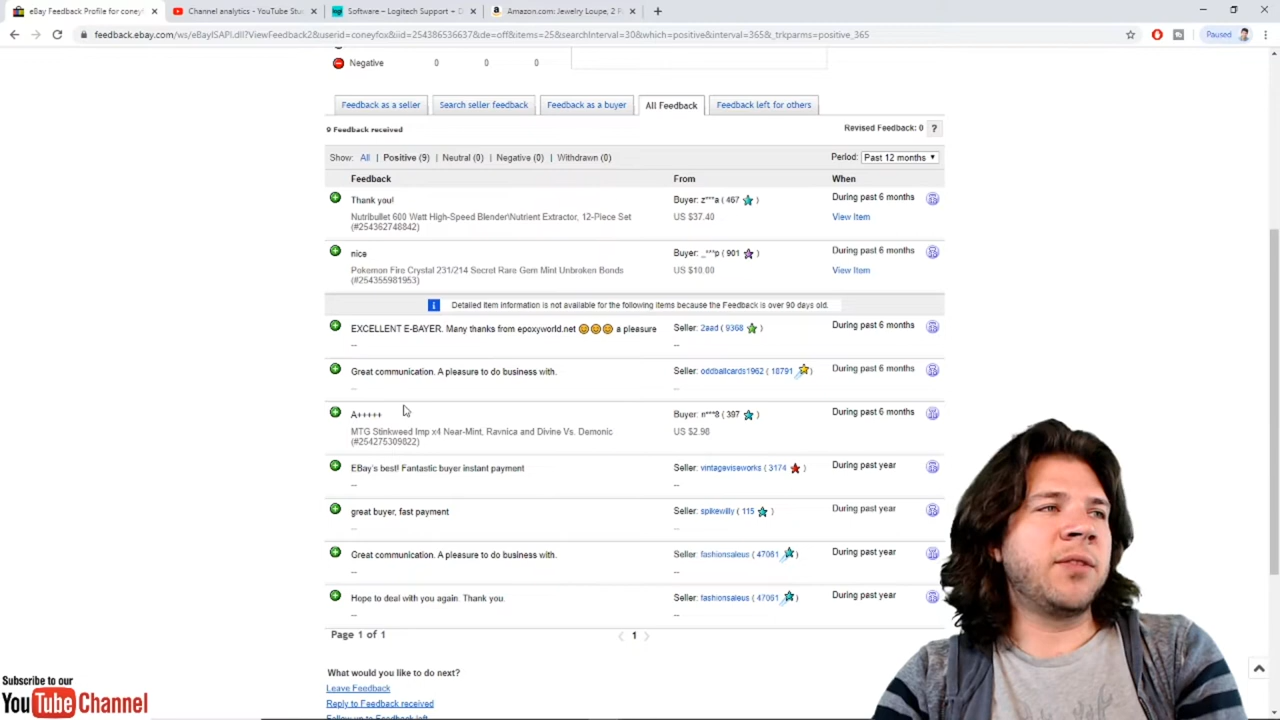 eBay Feedback Profile for coney
Channel analytics - YouTube Stu
Software – Logitech Support – D
Amazon.com: Jewelry Loupe, 2 P
feedback.ebay.com/ws/eBayISAPI.dll?ViewFeedback2&userid=coneyfox&iid=254386536637&de=off&items=25&searchInterval=30&which=positive&interval=365&_trkparms=positive_365
Paused
Negative 0 0 0
Feedback as a seller Search seller feedback Feedback as a buyer All Feedback Feedback left for others
9 Feedback received Revised Feedback: 0 ?
Show: All | Positive (9) | Neutral (0) | Negative (0) | Withdrawn (0) Period: Past 12 months
Feedback From When
Thank you! Buyer: z***a ( 467 ) During past 6 months
Nutribullet 600 Watt High-Speed Blender\Nutrient Extractor, 12-Piece Set US $37.40 View Item
(#254362748842)
nice Buyer: _***p ( 901 ) During past 6 months
Pokemon Fire Crystal 231/214 Secret Rare Gem Mint Unbroken Bonds US $10.00 View Item
(#254355981953)
Detailed item information is not available for the following items because the Feedback is over 90 days old.
EXCELLENT E-BAYER. Many thanks from epoxyworld.net 😊😊😊 a pleasure Seller: 2aad ( 9368 ) During past 6 months
-- --
Great communication. A pleasure to do business with. Seller: oddballcards1962 ( 18791 ) During past 6 months
-- --
A+++++ Buyer: n***8 ( 397 ) During past 6 months
MTG Stinkweed Imp x4 Near-Mint, Ravnica and Divine Vs. Demonic US $2.98
(#254275309822)
EBay's best! Fantastic buyer instant payment Seller: vintageviseworks ( 3174 ) During past year
-- --
great buyer, fast payment Seller: spikewilly ( 115 ) During past year
-- --
Great communication. A pleasure to do business with. Seller: fashionsaleus ( 47061 ) During past year
-- --
Hope to deal with you again. Thank you. Seller: fashionsaleus ( 47061 ) During past year
-- --
Page 1 of 1 1
What would you like to do next?
Leave Feedback
Reply to Feedback received
Follow up to Feedback left
Subscribe to our
YouTube Channel